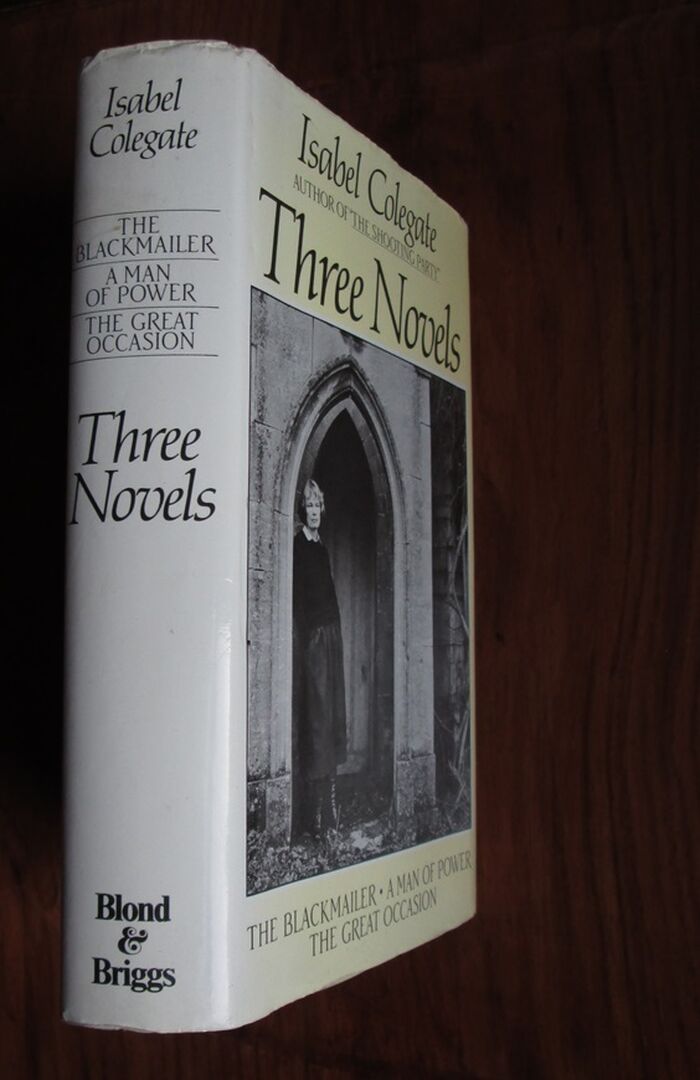 Isabel
Colegate
THE
BLACKMAILER
A MAN
OF POWER
THE GREAT
OCCASION
Three
Novels
Blond
&
Briggs
Isabel Colegate
AUTHOR OF "THE SHOOTING PARTY"
Three Novels
THE BLACKMAILER • A MAN OF POWER
THE GREAT OCCASION